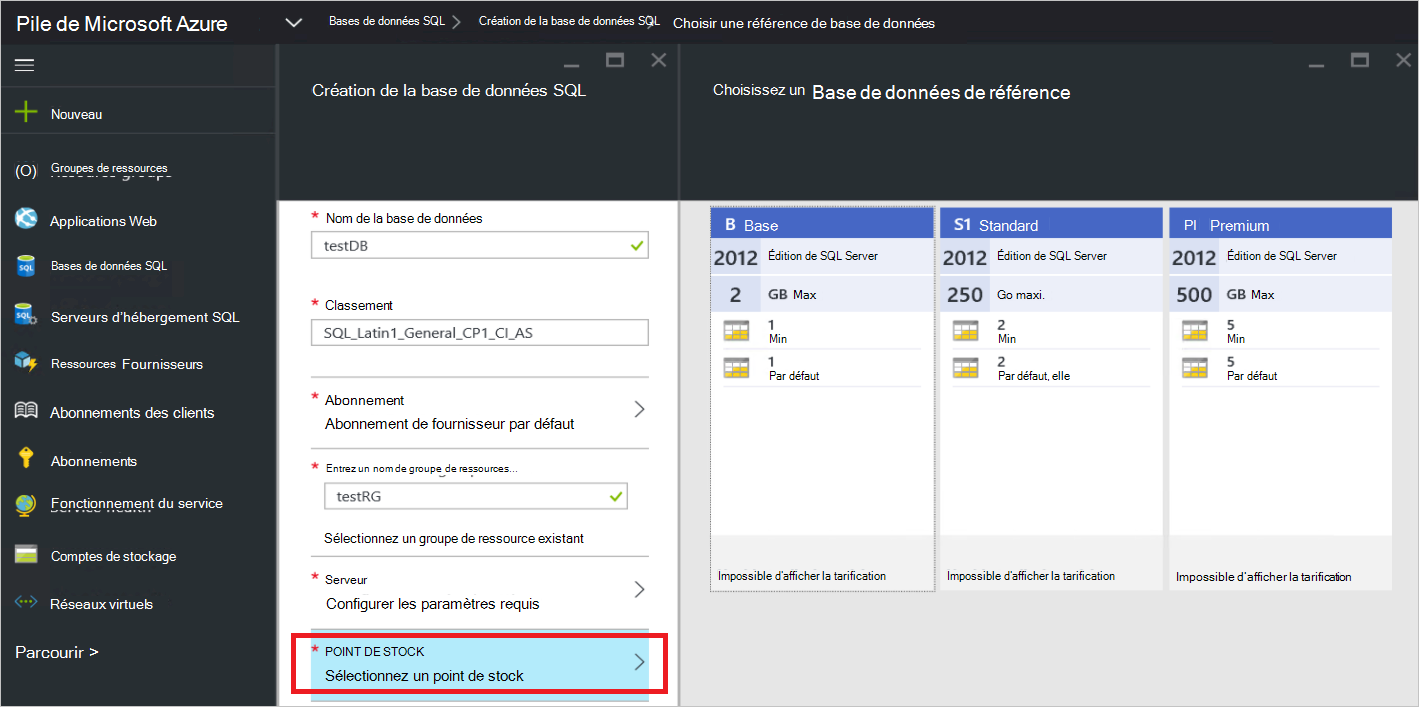 Pile de Microsoft Azure
Bases de données SQL
Création de la base de données SQL
Choisir une référence de base de données
Nouveau
(O) Groupes de ressources
Applications Web
SQL Bases de données SQL
SQL Serveurs d'hébergement SQL
Ressources Fournisseurs
Abonnements des clients
Abonnements
Fonctionnement du service
Comptes de stockage
Réseaux virtuels
Parcourir >
Création de la base de données SQL
* Nom de la base de données
testDB
* Classement
SQL_Latin1_General_CP1_CI_AS
* Abonnement
Abonnement de fournisseur par défaut
* Entrez un nom de groupe de ressources...
testRG
Sélectionnez un groupe de ressource existant
* Serveur
Configurer les paramètres requis
* POINT DE STOCK
Sélectionnez un point de stock
Choisissez un Base de données de référence
B Base
2012 Édition de SQL Server
2 GB Max
1
Min
1
Par défaut
Impossible d'afficher la tarification
S1 Standard
2012 Édition de SQL Server
250 Go maxi.
2
Min
2
Par défaut, elle
Impossible d'afficher la tarification
PI Premium
2012 Édition de SQL Server
500 GB Max
5
Min
5
Par défaut
Impossible d'afficher la tarification